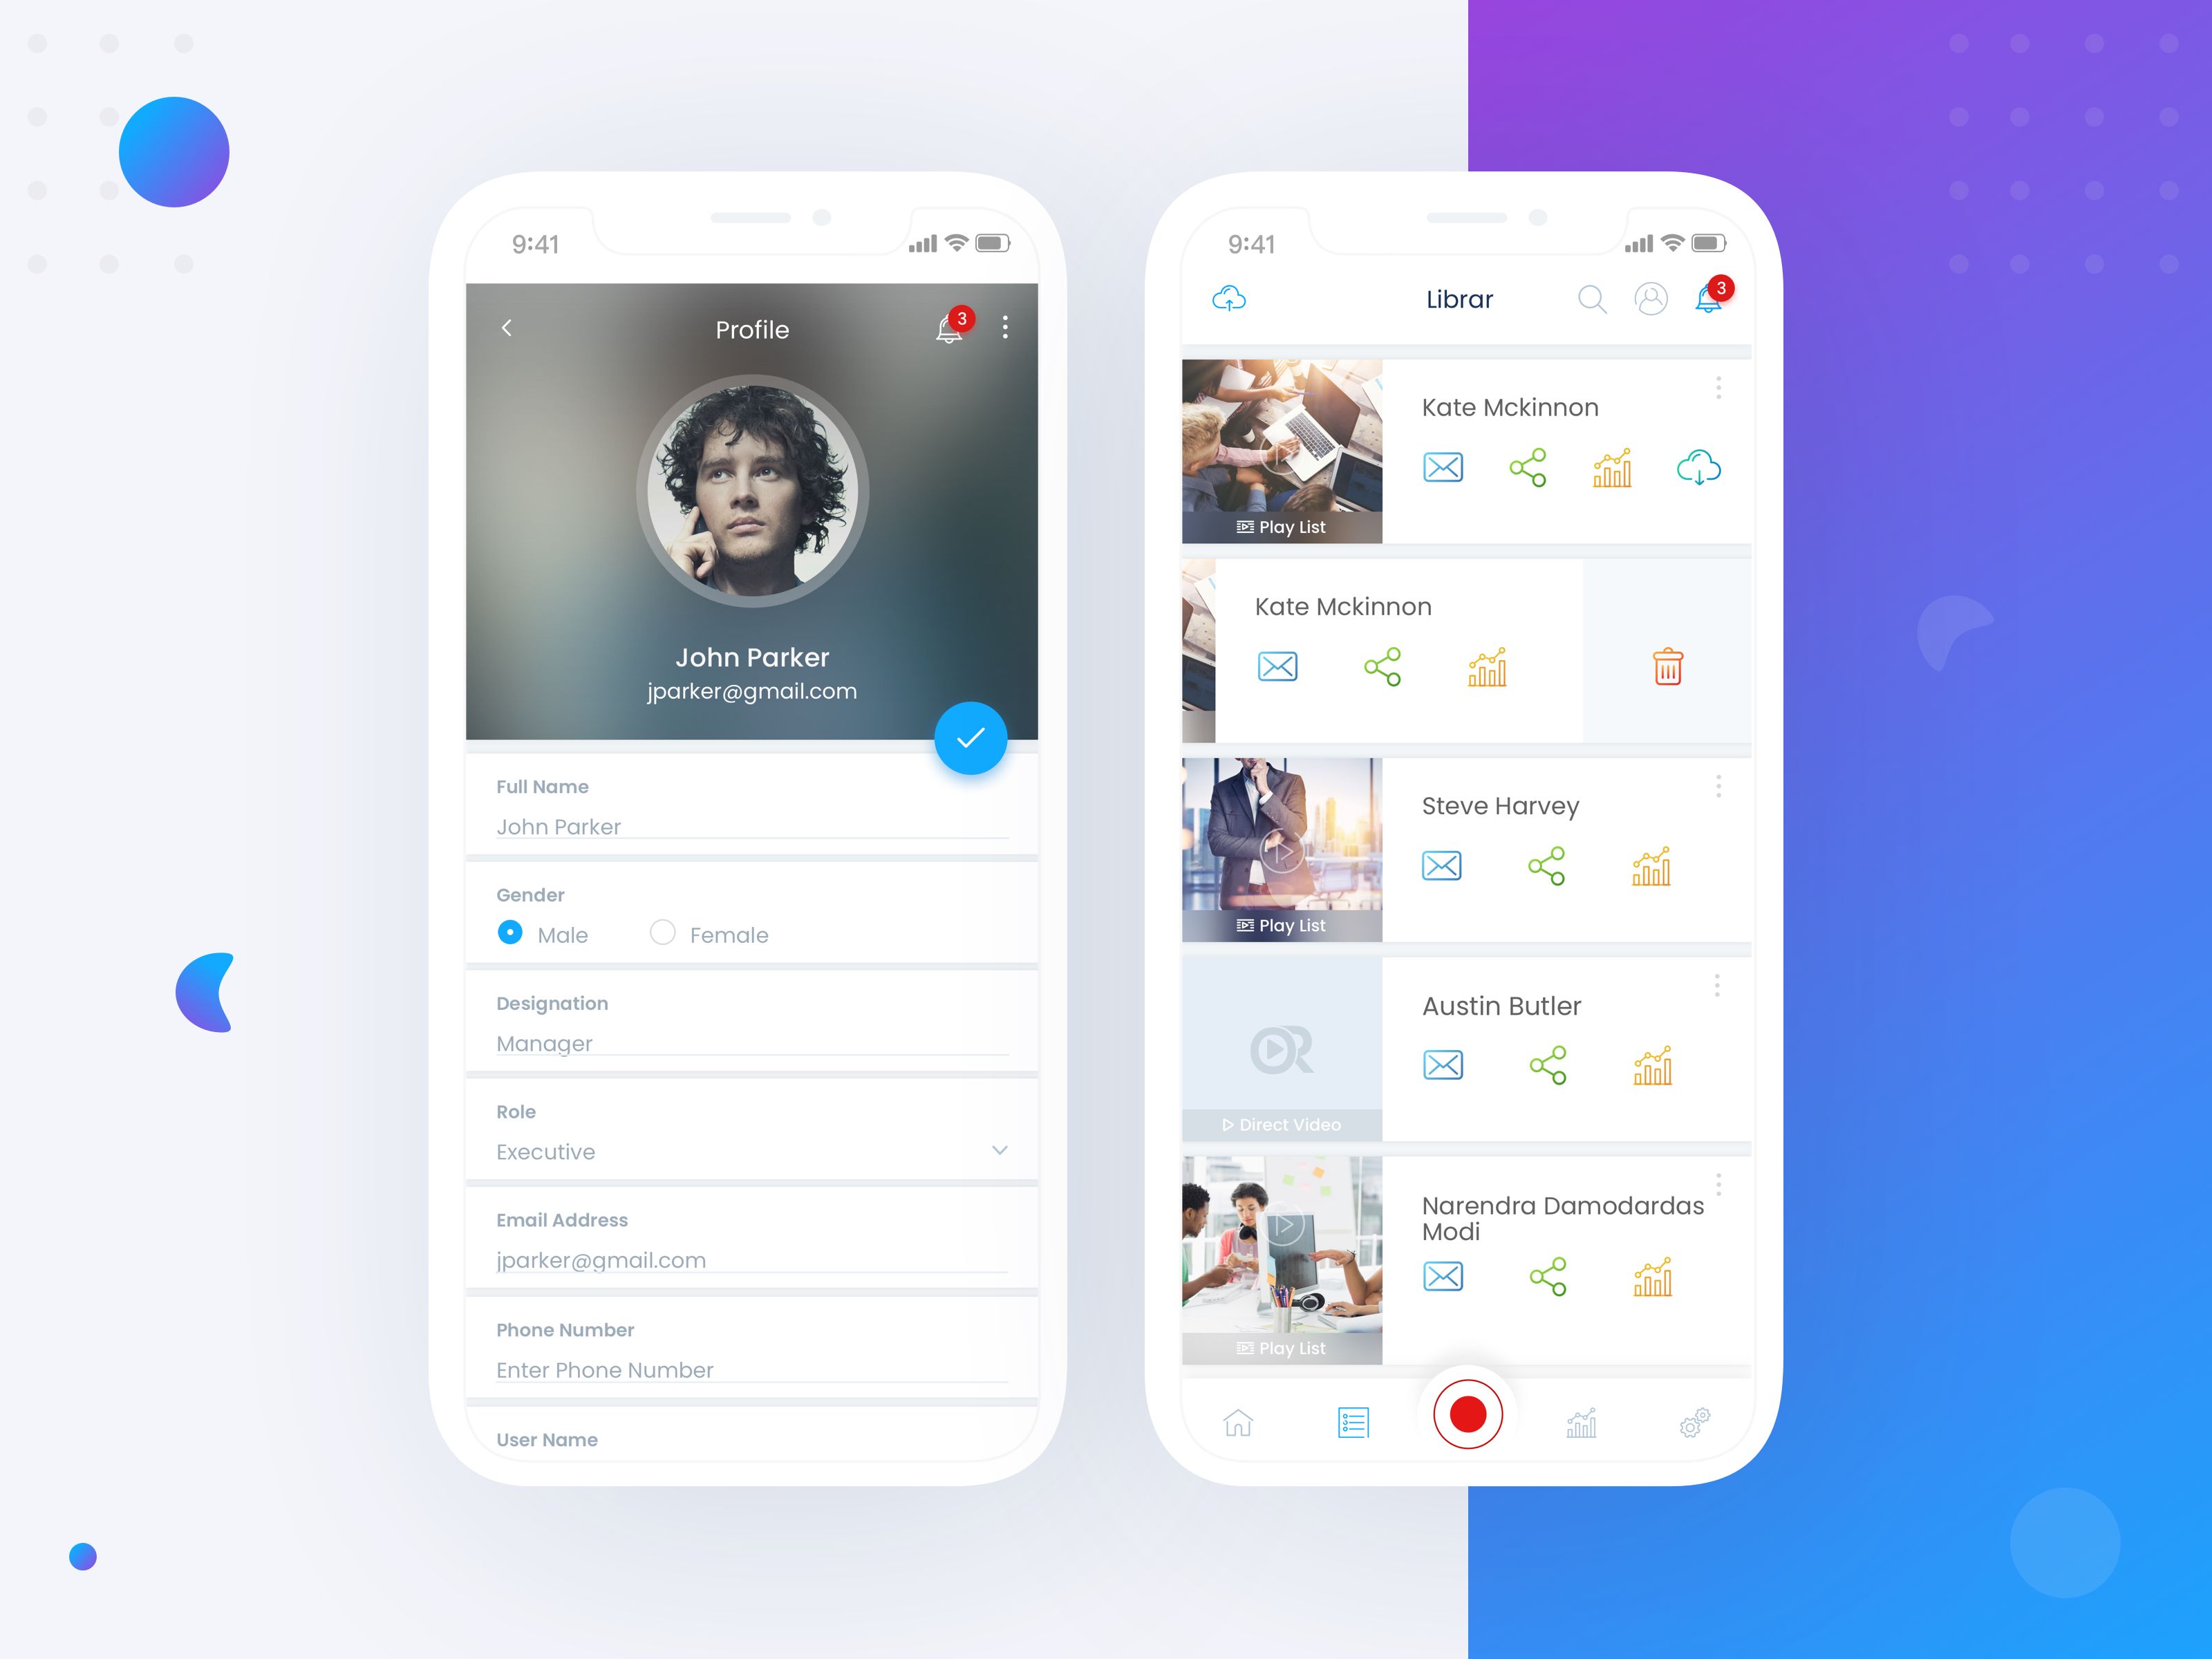 9:41
Profile
3
John Parker
jparker@gmail.com
Full Name
John Parker
Gender
Male Female
Designation
Manager
Role
Executive
Email Address
jparker@gmail.com
Phone Number
Enter Phone Number
User Name
9:41
Librar
3
Kate Mckinnon
Play List
Kate Mckinnon
Steve Harvey
Play List
Austin Butler
OR
Direct Video
Narendra Damodardas
Modi
Play List